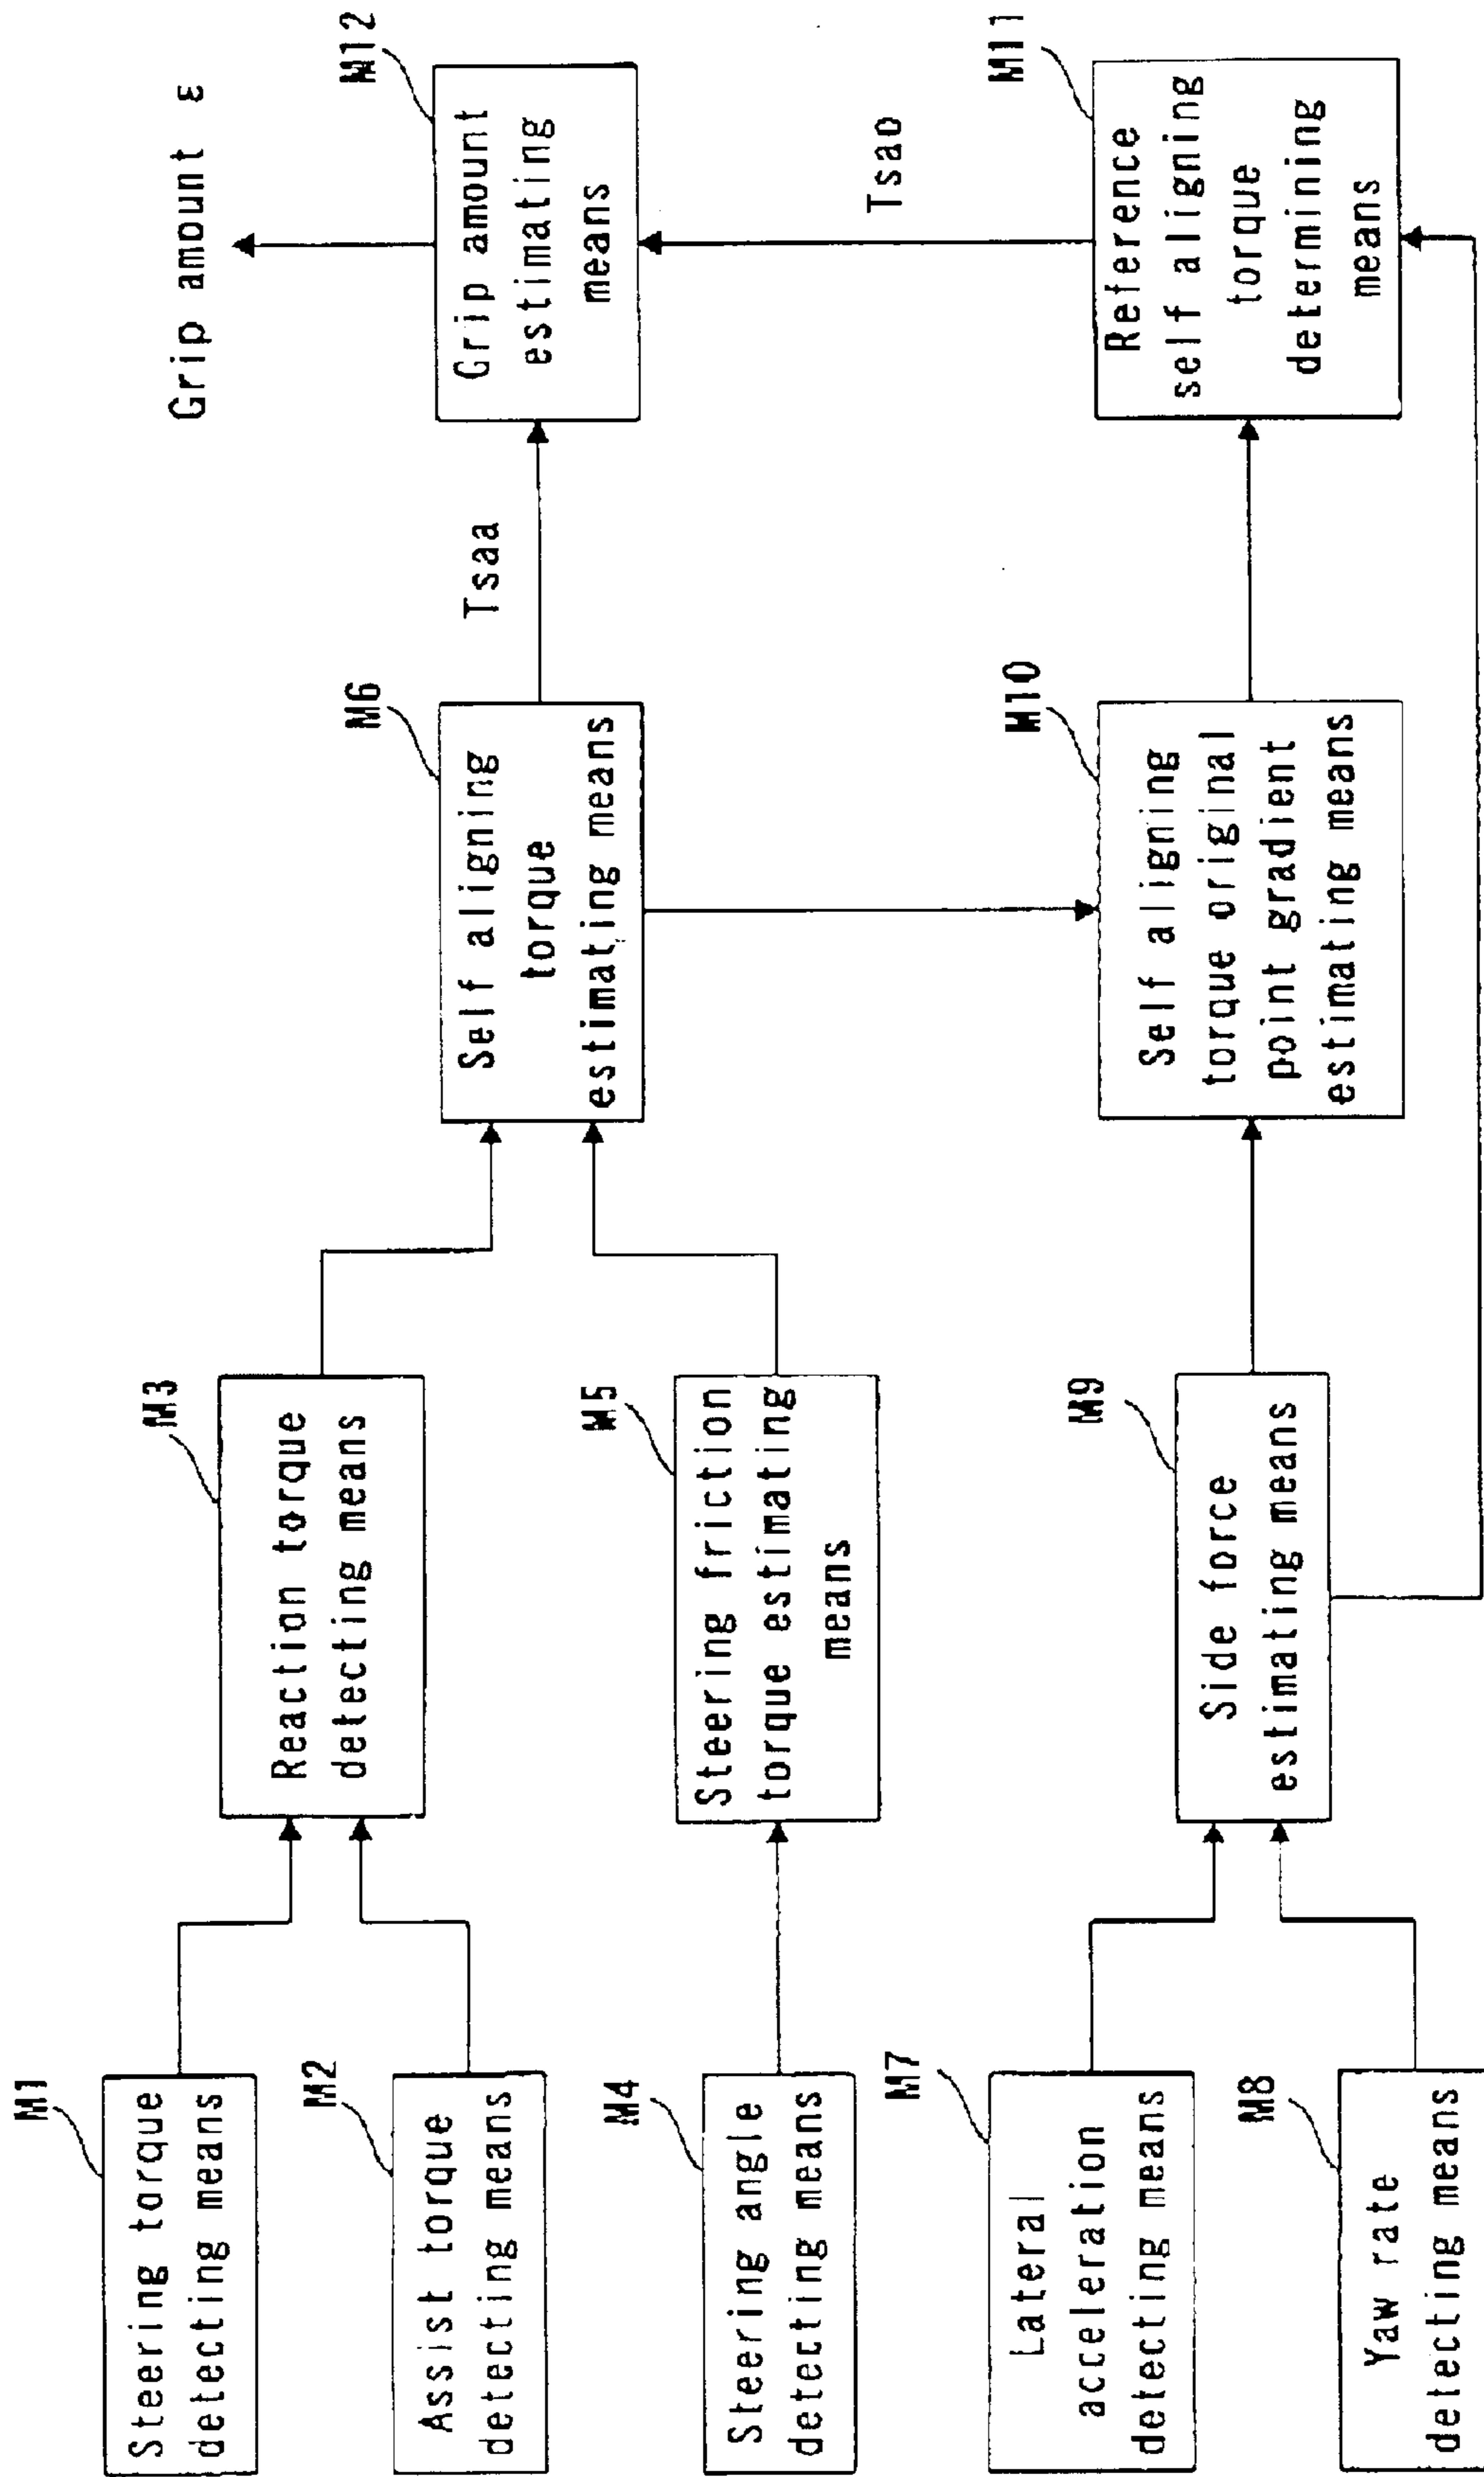 M1
Steering torque
detecting means
M2
Assist torque
detecting means
M3
Reaction torque
detecting means
M4
Steering angle
detecting means
M5
Steering friction
torque estimating
means
M6
Self aligning
torque
estimating means
Tsaa
M12
Grip amount
estimating
means
Grip amount ε
M7
Lateral
acceleration
detecting means
M8
Yaw rate
detecting means
M9
Side force
estimating means
M10
Self aligning
torque original
point gradient
estimating means
M11
Reference
self aligning
torque
determining
means
Tsao